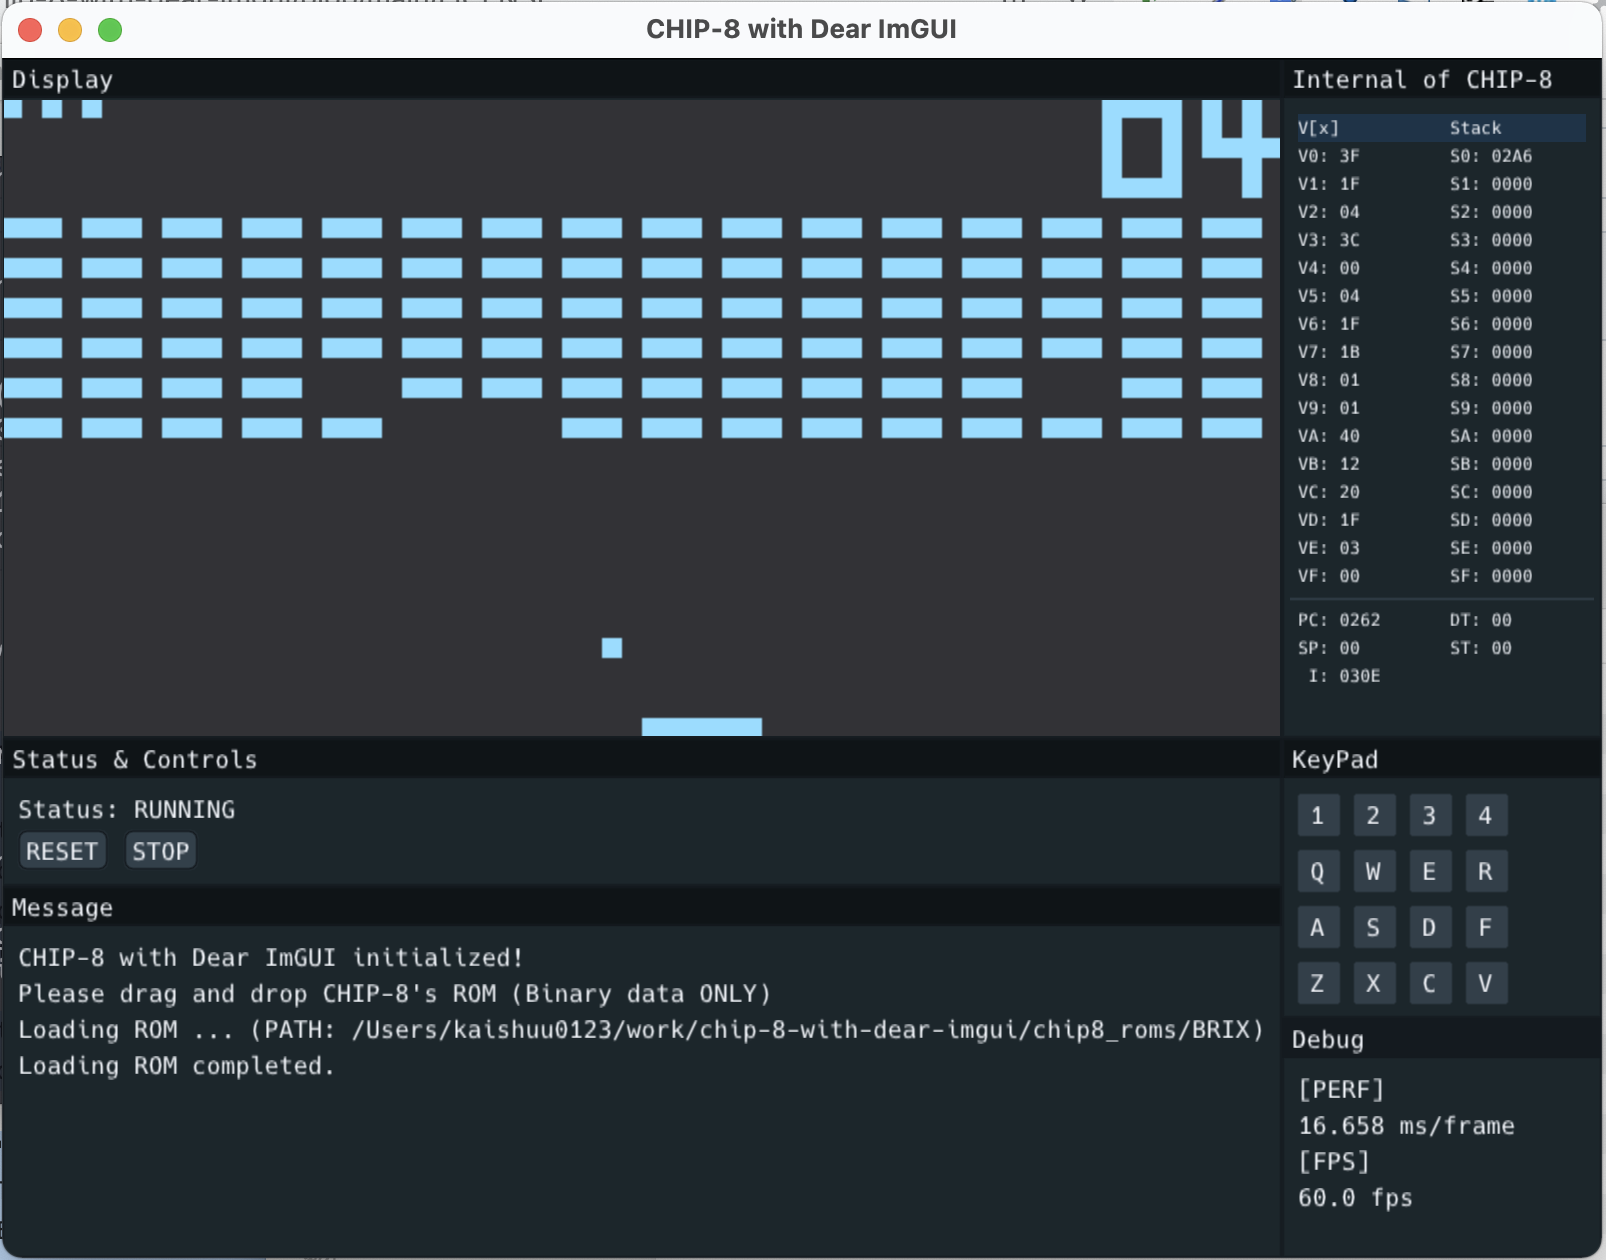 CHIP-8 with Dear ImGUI
Display
04
Internal of CHIP-8
V[x] Stack
V0: 3F S0: 02A6
V1: 1F S1: 0000
V2: 04 S2: 0000
V3: 3C S3: 0000
V4: 00 S4: 0000
V5: 04 S5: 0000
V6: 1F S6: 0000
V7: 1B S7: 0000
V8: 01 S8: 0000
V9: 01 S9: 0000
VA: 40 SA: 0000
VB: 12 SB: 0000
VC: 20 SC: 0000
VD: 1F SD: 0000
VE: 03 SE: 0000
VF: 00 SF: 0000
PC: 0262 DT: 00
SP: 00 ST: 00
I: 030E
Status & Controls
Status: RUNNING
RESET STOP
Message
CHIP-8 with Dear ImGUI initialized!
Please drag and drop CHIP-8's ROM (Binary data ONLY)
Loading ROM ... (PATH: /Users/kaishuu0123/work/chip-8-with-dear-imgui/chip8_roms/BRIX)
Loading ROM completed.
KeyPad
1 2 3 4
Q W E R
A S D F
Z X C V
Debug
[PERF]
16.658 ms/frame
[FPS]
60.0 fps